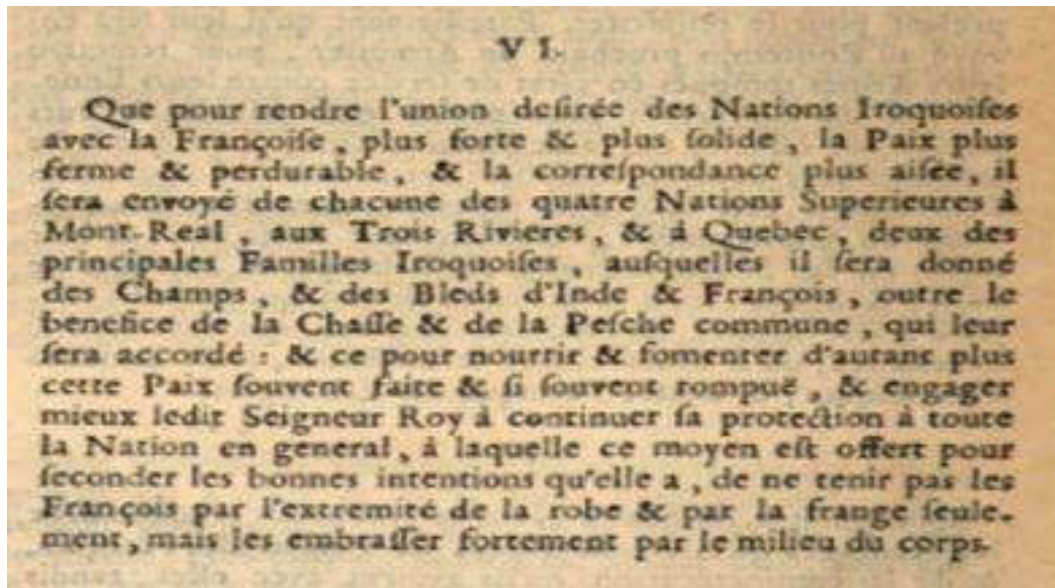 V I.
Que pour rendre l'union desirée des Nations Iroquoiſes
avec la Françoiſe, plus forte & plus ſolide, la Paix plus
ferme & perdurable, & la correſpondance plus aiſée, il
ſera envoyé de chacune des quatre Nations Superieures à
Mont-Real, aux Trois Rivieres, & à Quebec, deux des
principales Familles Iroquoiſes, auſquelles il ſera donné
des Champs, & des Bleds d'Inde & François, outre le
benefice de la Chaſſe & de la Peſche commune, qui leur
ſera accordé : & ce pour nourrir & fomenter d'autant plus
cette Paix ſouvent faite & ſi ſouvent rompuë, & engager
mieux ledit Seigneur Roy à continuer ſa protection à toute
la Nation en general, à laquelle ce moyen eſt offert pour
ſeconder les bonnes intentions qu'elle a, de ne tenir pas les
François par l'extremité de la robe & par la frange ſeule-
ment, mais les embraſſer fortement par le milieu du corps.